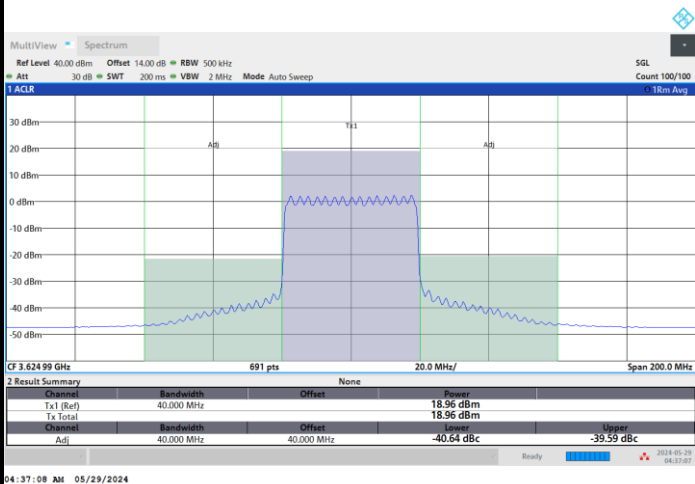 MultiView Spectrum
Ref Level 40.00 dBm Offset 14.00 dB RBW 500 kHz SGL
Att 30 dB SWT 200 ms VBW 2 MHz Mode Auto Sweep Count 100/100
1 ACLR 1Rm Avg
30 dBm
Tx1
20 dBm
Adj Adj
10 dBm
0 dBm
-10 dBm
-20 dBm
-30 dBm
-40 dBm
-50 dBm
CF 3.624 99 GHz 691 pts 20.0 MHz/ Span 200.0 MHz
2 Result Summary None
Channel Bandwidth Offset Power
Tx1 (Ref) 40.000 MHz 18.96 dBm
Tx Total 18.96 dBm
Channel Bandwidth Offset Lower Upper
Adj 40.000 MHz 40.000 MHz -40.64 dBc -39.59 dBc
Ready 2024-05-29
04:37:07
04:37:08 AM 05/29/2024